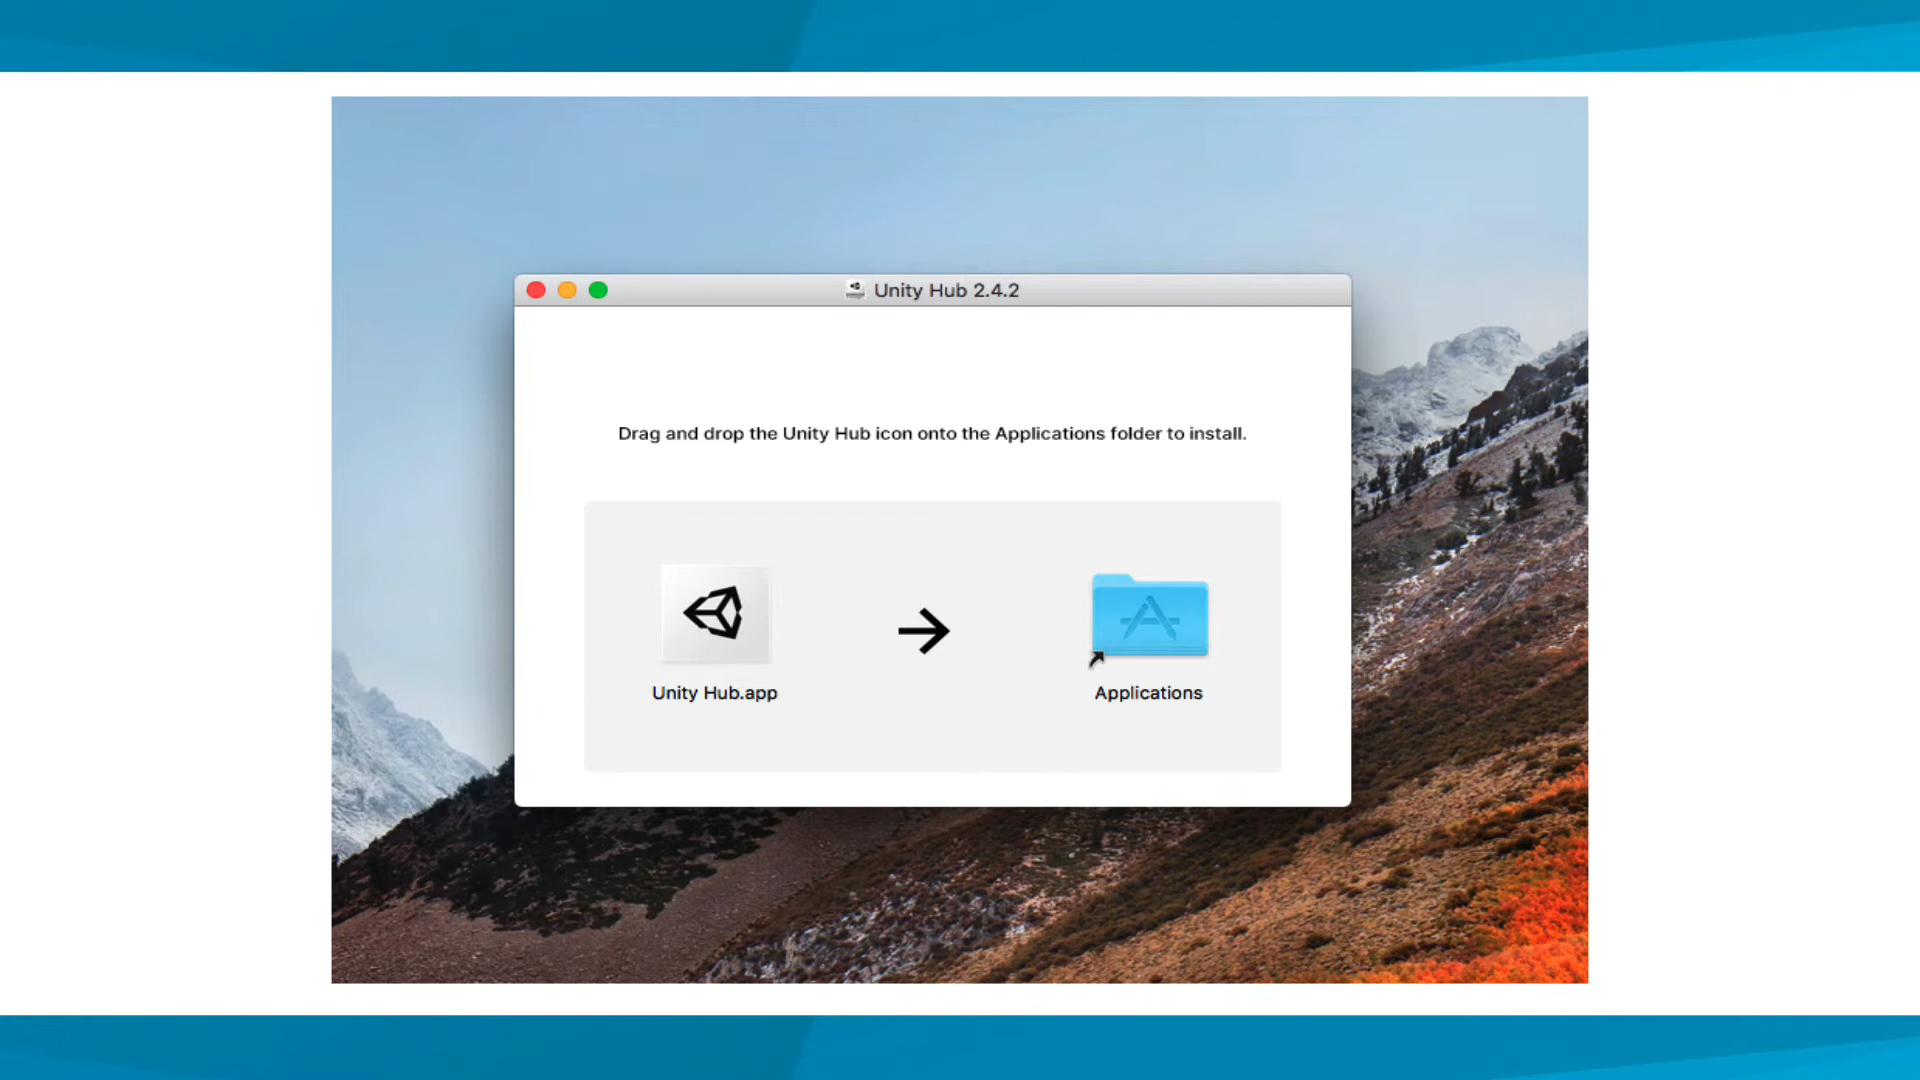 Unity Hub 2.4.2
Drag and drop the Unity Hub icon onto the Applications folder to install.
Unity Hub.app
Applications